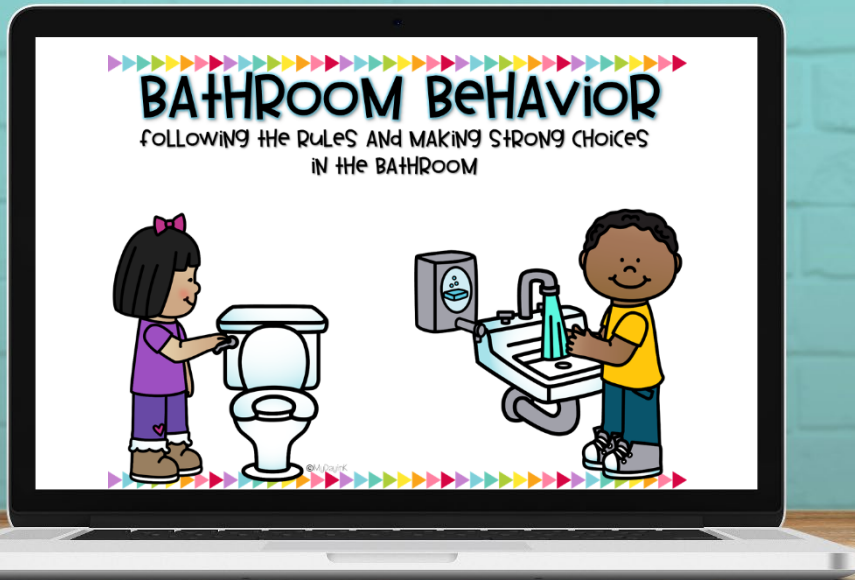 BATHROOM BEHAVIOR
FOLLOWING THE RULES AND MAKING STRONG CHOICES
IN THE BATHROOM